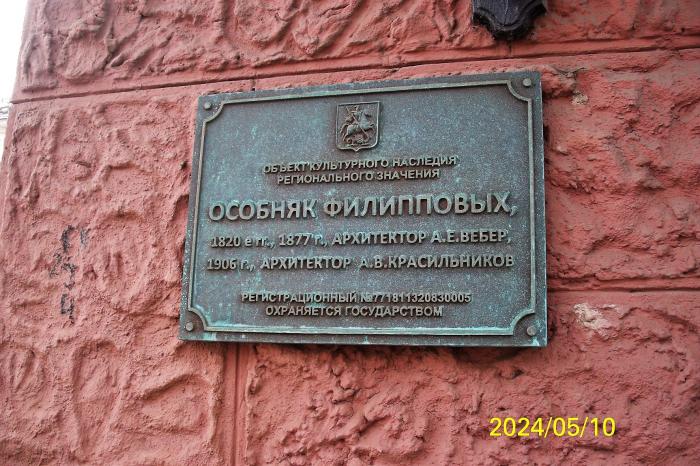 ОБЪЕКТ КУЛЬТУРНОГО НАСЛЕДИЯ
РЕГИОНАЛЬНОГО ЗНАЧЕНИЯ
ОСОБНЯК ФИЛИППОВЫХ,
1820 е гг., 1877 г., АРХИТЕКТОР А.Е.ВЕБЕР,
1906 г., АРХИТЕКТОР А.В.КРАСИЛЬНИКОВ
РЕГИСТРАЦИОННЫЙ №771811320830005
ОХРАНЯЕТСЯ ГОСУДАРСТВОМ
2024/05/10